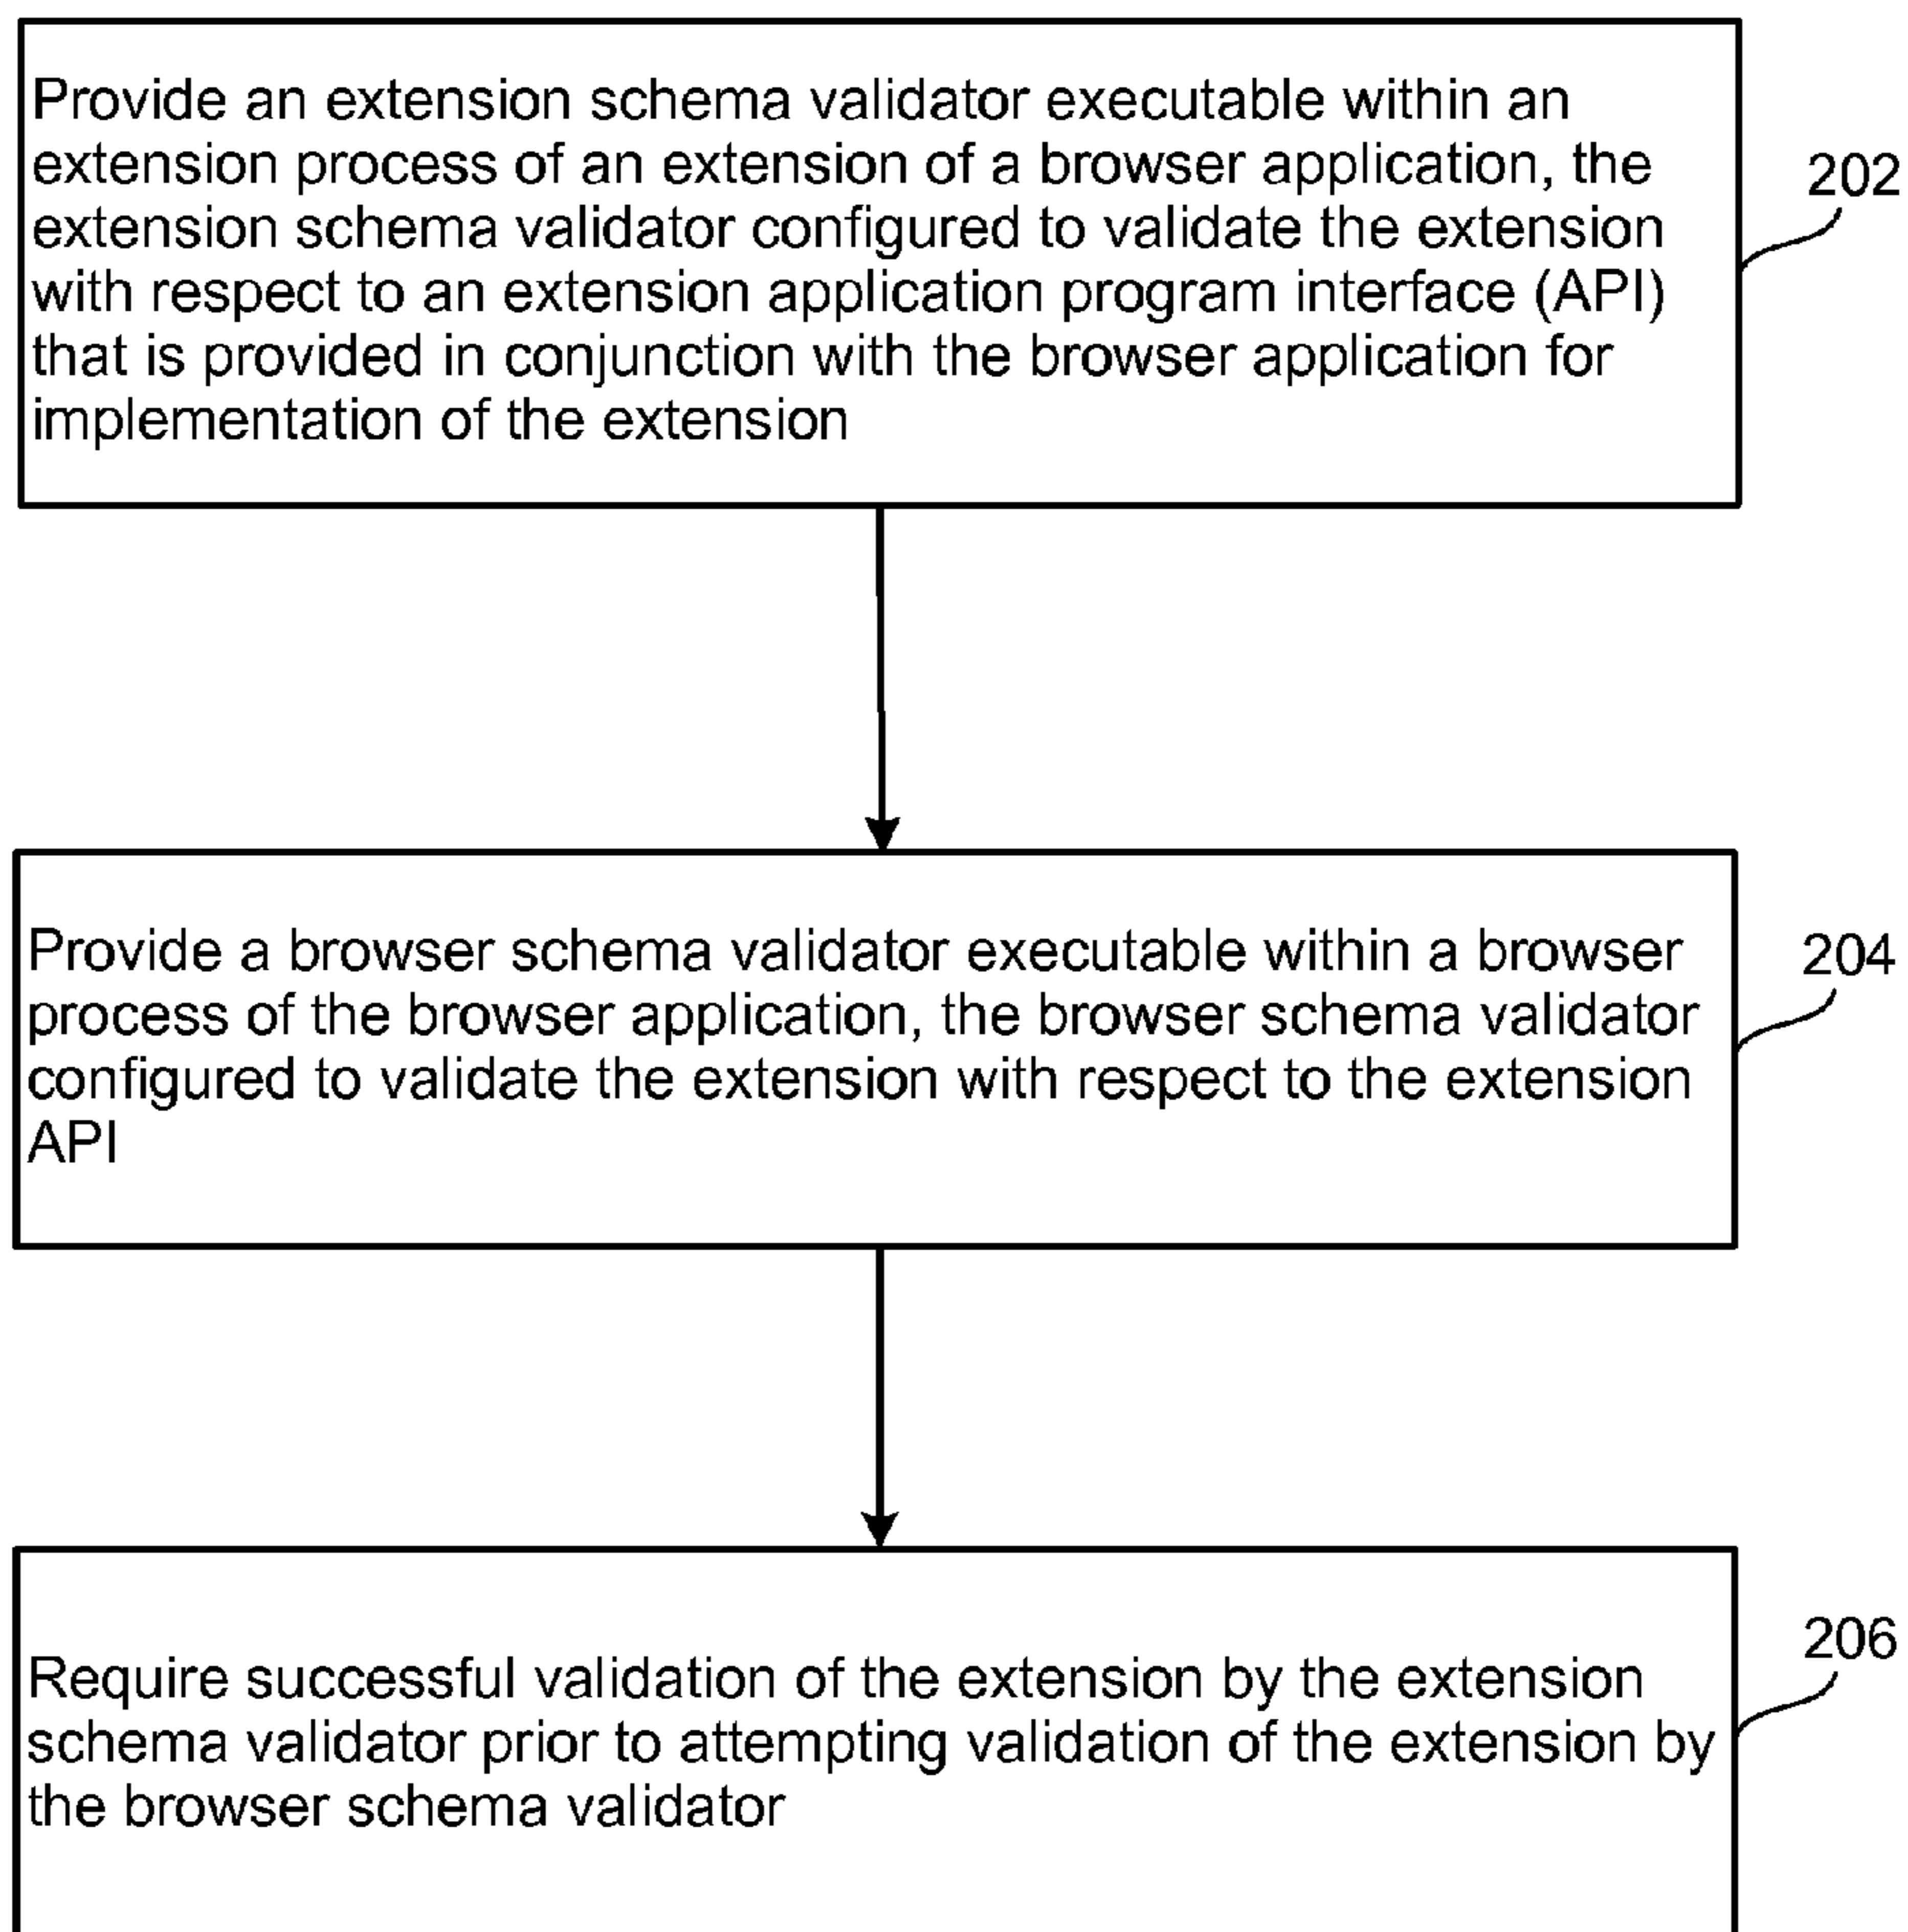 Provide an extension schema validator executable within an
extension process of an extension of a browser application, the
extension schema validator configured to validate the extension
with respect to an extension application program interface (API)
that is provided in conjunction with the browser application for
implementation of the extension
202
Provide a browser schema validator executable within a browser
process of the browser application, the browser schema validator
configured to validate the extension with respect to the extension
API
204
Require successful validation of the extension by the extension
schema validator prior to attempting validation of the extension by
the browser schema validator
206